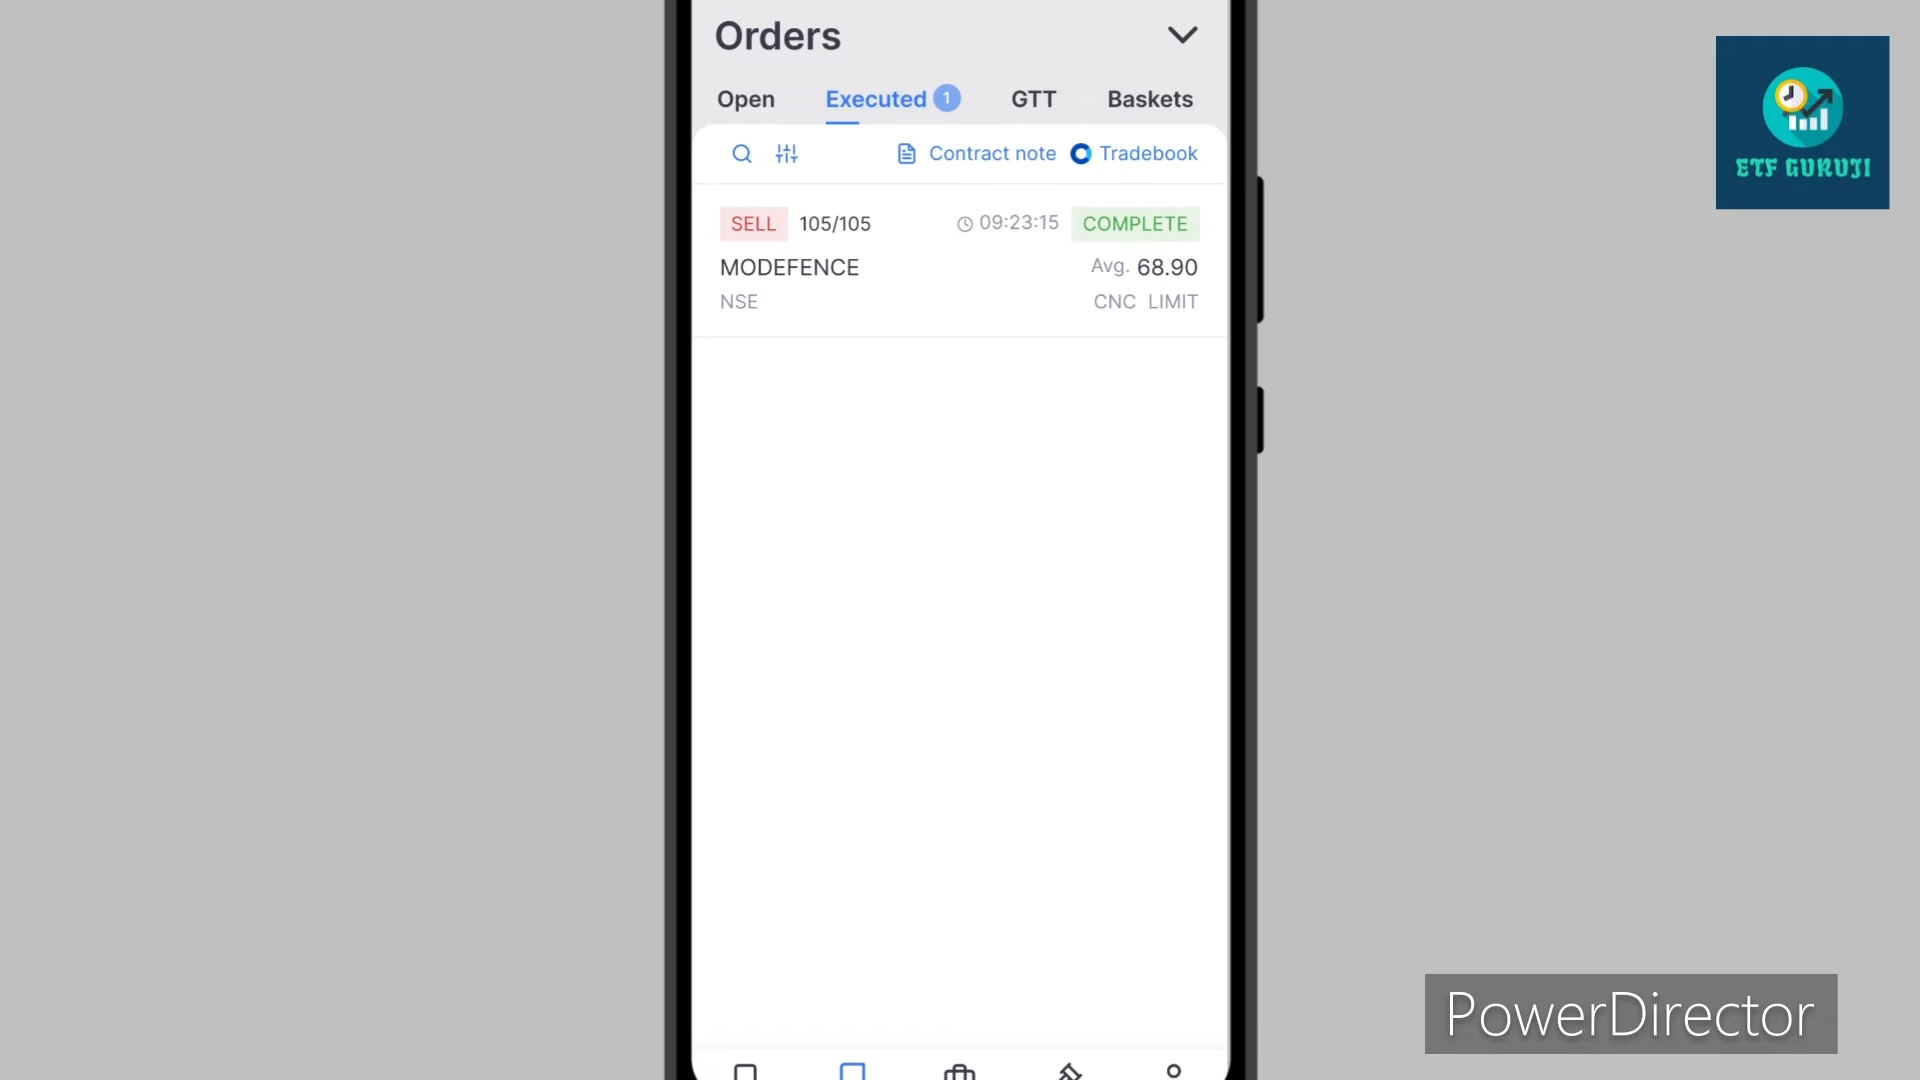 Orders
Open Executed 1 GTT Baskets
Contract note Tradebook
SELL 105/105 09:23:15 COMPLETE
MODEFENCE Avg. 68.90
NSE CNC LIMIT
ETF GURUJI
PowerDirector